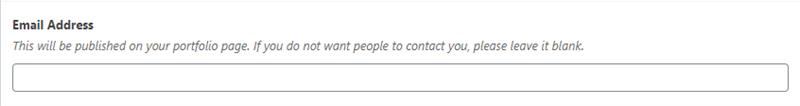 Email Address
This will be published on your portfolio page. If you do not want people to contact you, please leave it blank.